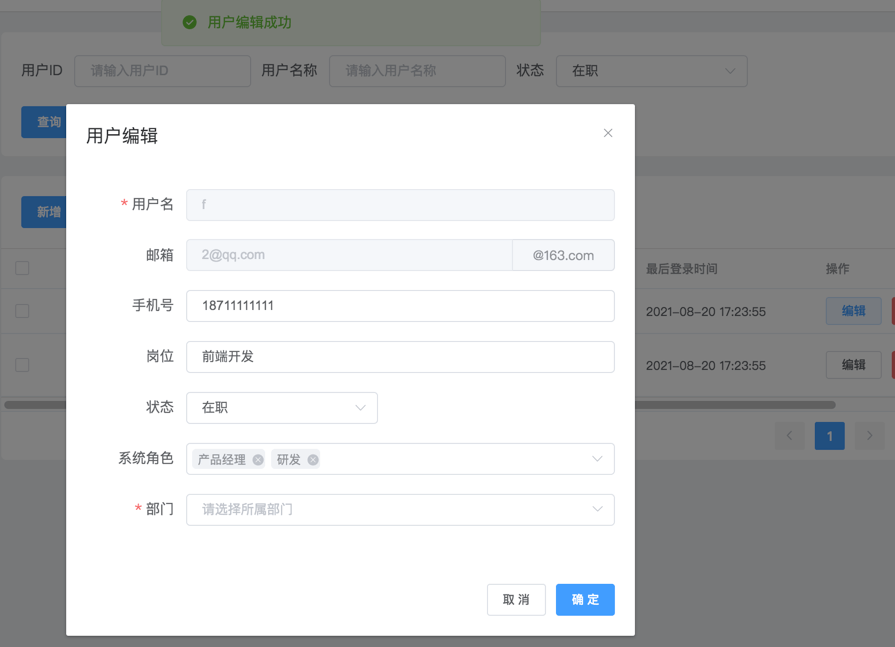 用户编辑成功
用户ID 请输入用户ID 用户名称 请输入用户名称 状态 在职
查询
用户编辑
新增
* 用户名 f
邮箱 2@qq.com @163.com
最后登录时间 操作
手机号 18711111111
2021-08-20 17:23:55 编辑
岗位 前端开发
2021-08-20 17:23:55 编辑
状态 在职
1
系统角色 产品经理 研发
* 部门 请选择所属部门
取 消 确 定